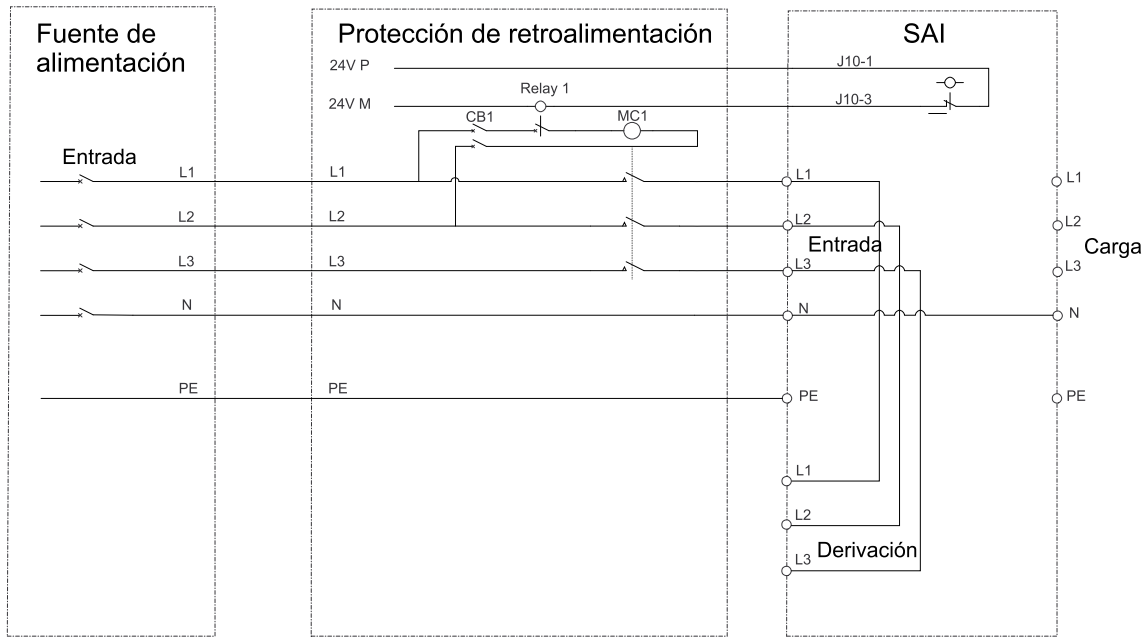 Fuente de
alimentación
Protección de retroalimentación
SAI
24V P
J10-1
24V M
Relay 1
J10-3
CB1
MC1
Entrada
L1
L1
L1
L1
L2
L2
L2
L2
Entrada
Carga
L3
L3
L3
L3
N
N
N
N
PE
PE
PE
PE
L1
L2
L3
Derivación